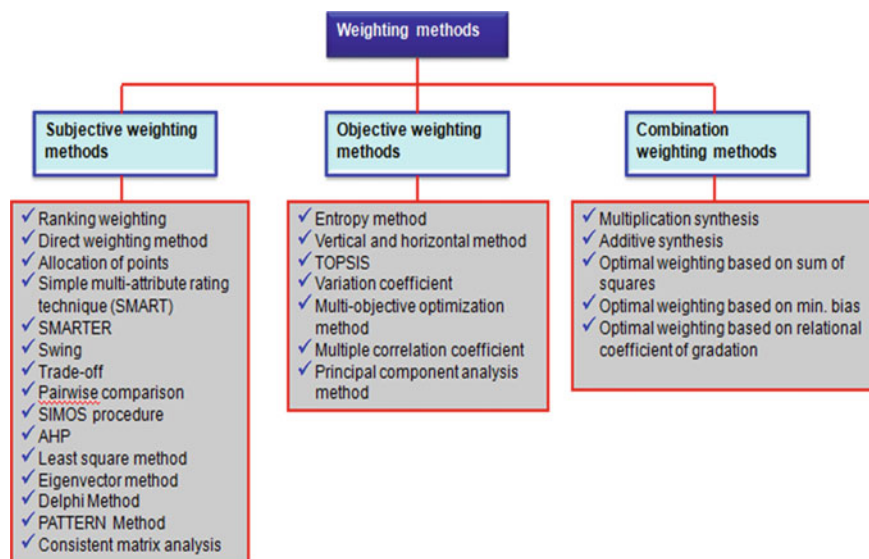 Weighting methods
Subjective weighting
methods
Objective weighting
methods
Combination
weighting methods
Ranking weighting
Direct weighting method
Allocation of points
Simple multi-attribute rating
technique (SMART)
SMARTER
Swing
Trade-off
Pairwise comparison
SIMOS procedure
AHP
Least square method
Eigenvector method
Delphi Method
PATTERN Method
Consistent matrix analysis
Entropy method
Vertical and horizontal method
TOPSIS
Variation coefficient
Multi-objective optimization
method
Multiple correlation coefficient
Principal component analysis
method
Multiplication synthesis
Additive synthesis
Optimal weighting based on sum of
squares
Optimal weighting based on min. bias
Optimal weighting based on relational
coefficient of gradation